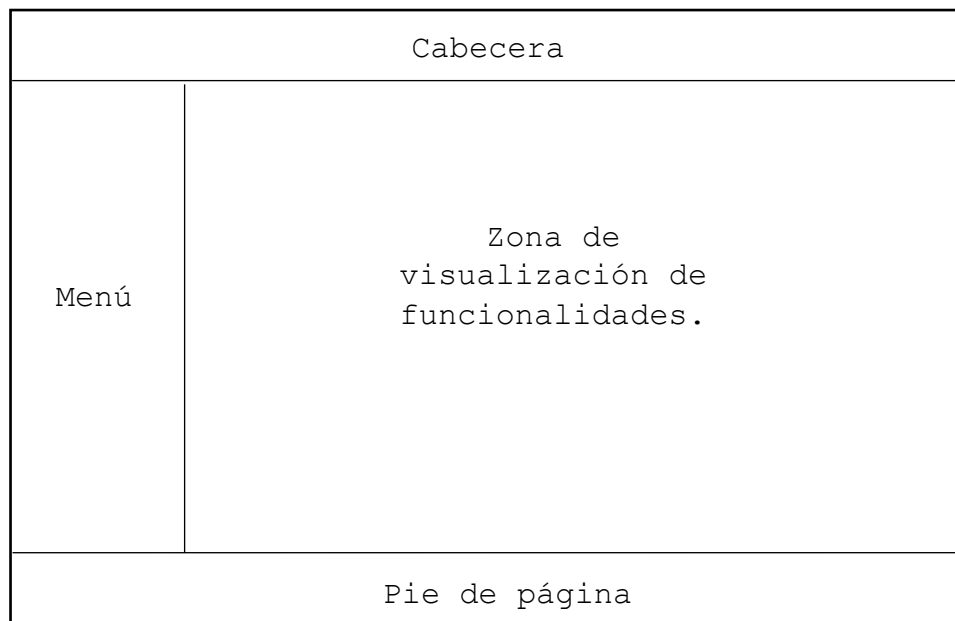 Cabecera
Menú
Zona de
visualización de
funcionalidades.
Pie de página